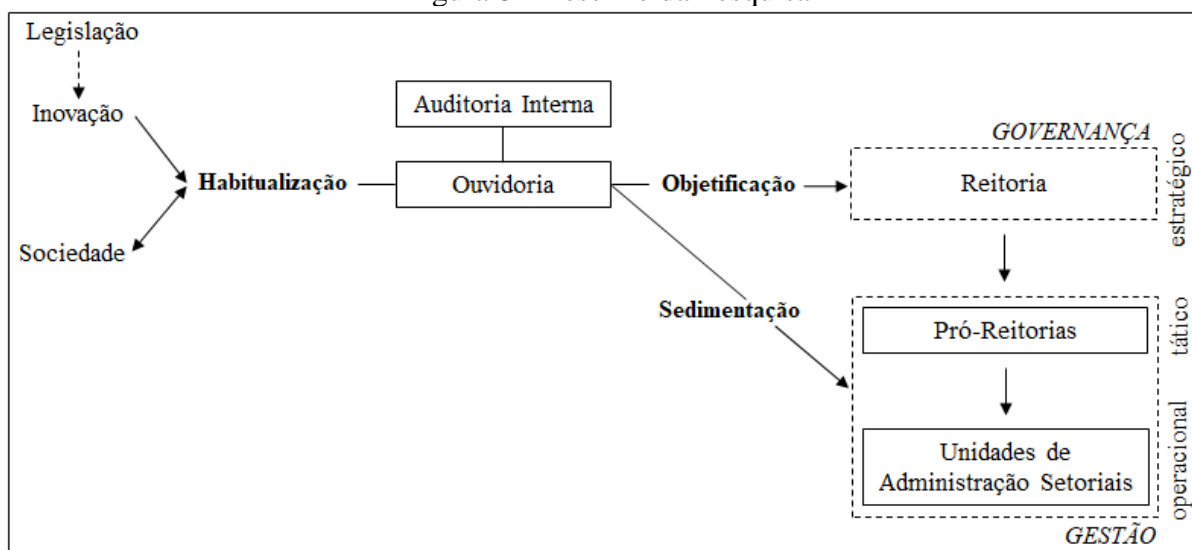 Legislação
Inovação
Sociedade
Habitualização
Auditoria Interna
Ouvidoria
Objetificação
Sedimentação
GOVERNANÇA
Reitoria
estratégico
Pró-Reitorias
tático
Unidades de
Administração Setoriais
operacional
GESTÃO